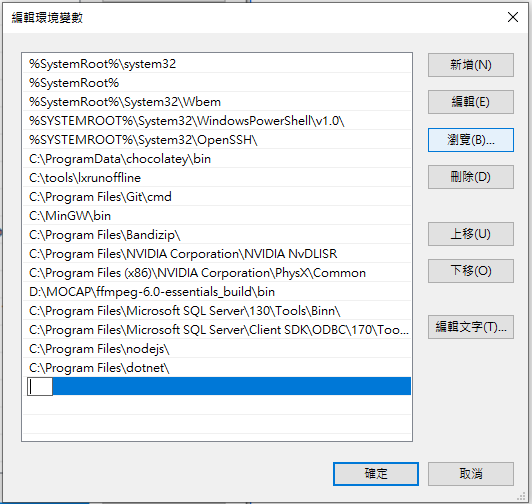 編輯環境變數
%SystemRoot%\system32
%SystemRoot%
%SystemRoot%\System32\Wbem
%SYSTEMROOT%\System32\WindowsPowerShell\v1.0\
%SYSTEMROOT%\System32\OpenSSH\
C:\ProgramData\chocolatey\bin
C:\tools\lxrunoffline
C:\Program Files\Git\cmd
C:\MinGW\bin
C:\Program Files\Bandizip\
C:\Program Files\NVIDIA Corporation\NVIDIA NvDLISR
C:\Program Files (x86)\NVIDIA Corporation\PhysX\Common
D:\MOCAP\ffmpeg-6.0-essentials_build\bin
C:\Program Files\Microsoft SQL Server\130\Tools\Binn\
C:\Program Files\Microsoft SQL Server\Client SDK\ODBC\170\Too...
C:\Program Files\nodejs\
C:\Program Files\dotnet\
新增(N)
編輯(E)
瀏覽(B)...
刪除(D)
上移(U)
下移(O)
編輯文字(T)...
確定
取消